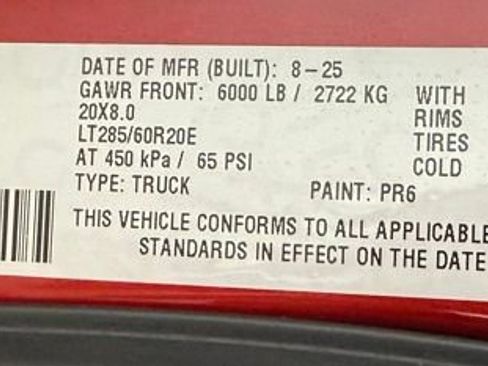 DATE OF MFR (BUILT): 8-25
GAWR FRONT: 6000 LB / 2722 KG WITH
20X8.0 RIMS
LT285/60R20E TIRES
AT 450 kPa / 65 PSI COLD
TYPE: TRUCK PAINT: PR6
THIS VEHICLE CONFORMS TO ALL APPLICABLE
STANDARDS IN EFFECT ON THE DATE